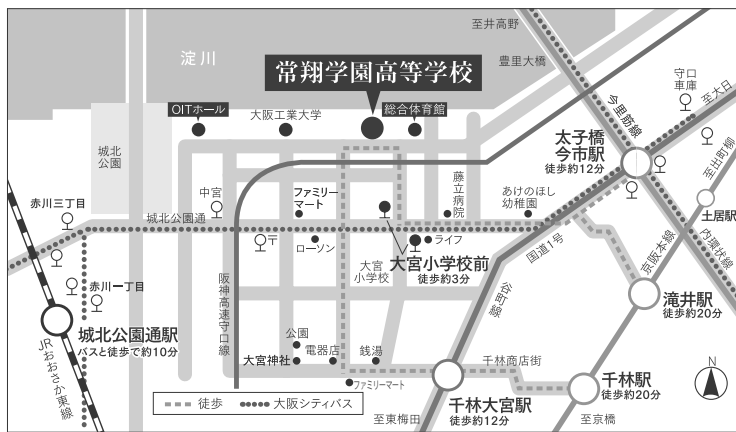 至井高野
淀川
豊里大橋
常翔学園高等学校
守口
車庫
至大日
OITホール
大阪工業大学
総合体育館
今里筋線
太子橋
今市駅
徒歩約12分
至出町柳
城北
公園
中宮
ファミリー
マート
藤立病院
あけのほし
幼稚園
赤川三丁目
城北公園通
土居駅
内環状線
〒
ローソン
ライフ
国道1号
京阪本線
大宮
小学校
大宮小学校前
徒歩約3分
赤川一丁目
阪神高速守口線
谷町線
滝井駅
徒歩約20分
城北公園通駅
バスと徒歩で約10分
JRおおさか東線
公園
電器店
銭湯
大宮神社
千林商店街
ファミリーマート
千林駅
徒歩約20分
N
徒歩
大阪シティバス
千林大宮駅
徒歩約12分
至東梅田
至京橋